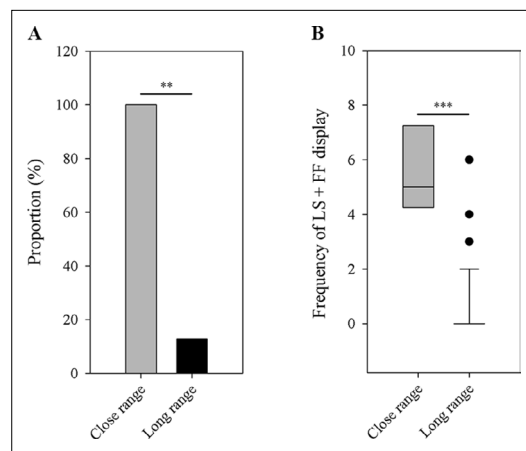 A
Proportion (%)
120
100
80
60
40
20
0
**
Close range
Long range
B
Frequency of LS + FF display
10
8
6
4
2
0
***
Close range
Long range